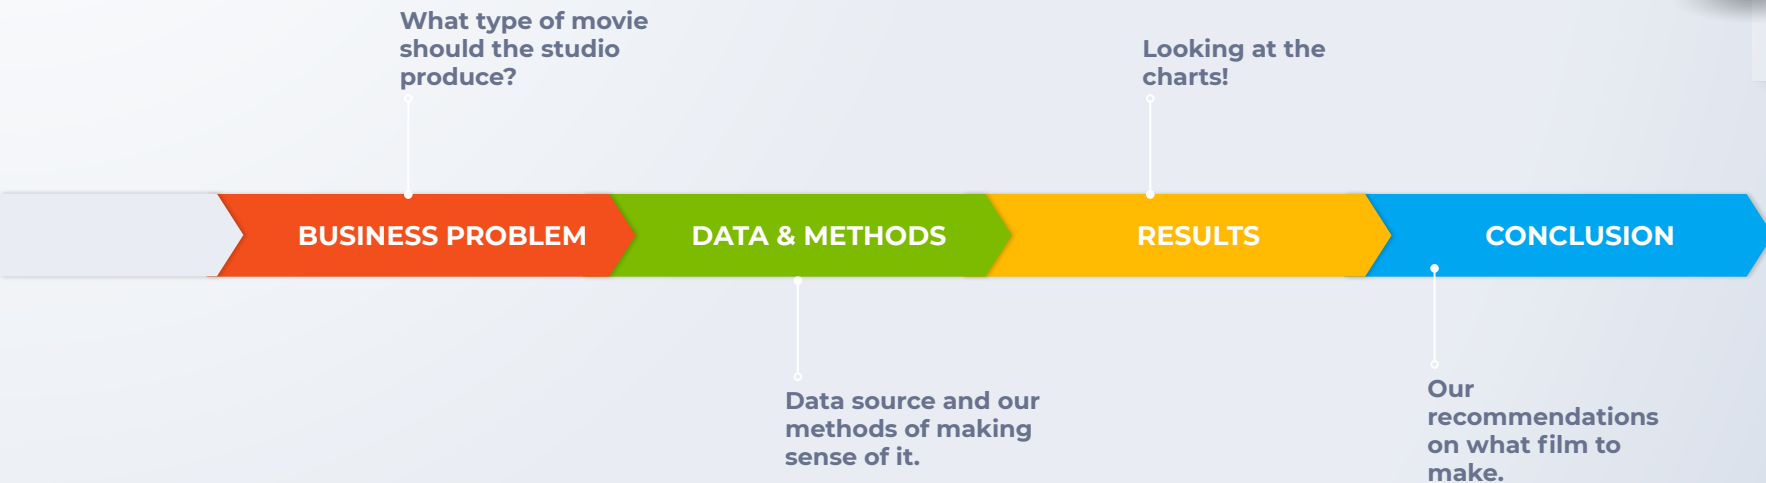 What type of movie
should the studio
produce?
Looking at the
charts!
BUSINESS PROBLEM
DATA & METHODS
RESULTS
CONCLUSION
Data source and our
methods of making
sense of it.
Our
recommendations
on what film to
make.